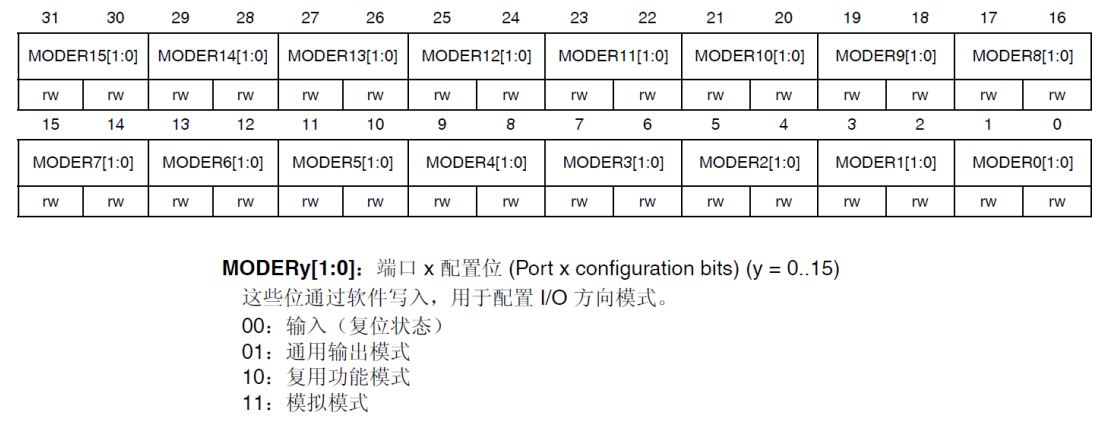 31 30 29 28 27 26 25 24 23 22 21 20 19 18 17 16
MODER15[1:0] MODER14[1:0] MODER13[1:0] MODER12[1:0] MODER11[1:0] MODER10[1:0] MODER9[1:0] MODER8[1:0]
rw rw rw rw rw rw rw rw rw rw rw rw rw rw rw rw
15 14 13 12 11 10 9 8 7 6 5 4 3 2 1 0
MODER7[1:0] MODER6[1:0] MODER5[1:0] MODER4[1:0] MODER3[1:0] MODER2[1:0] MODER1[1:0] MODER0[1:0]
rw rw rw rw rw rw rw rw rw rw rw rw rw rw rw rw
MODERy[1:0]：端口 x 配置位 (Port x configuration bits) (y = 0..15)
这些位通过软件写入，用于配置 I/O 方向模式。
00：输入（复位状态）
01：通用输出模式
10：复用功能模式
11：模拟模式